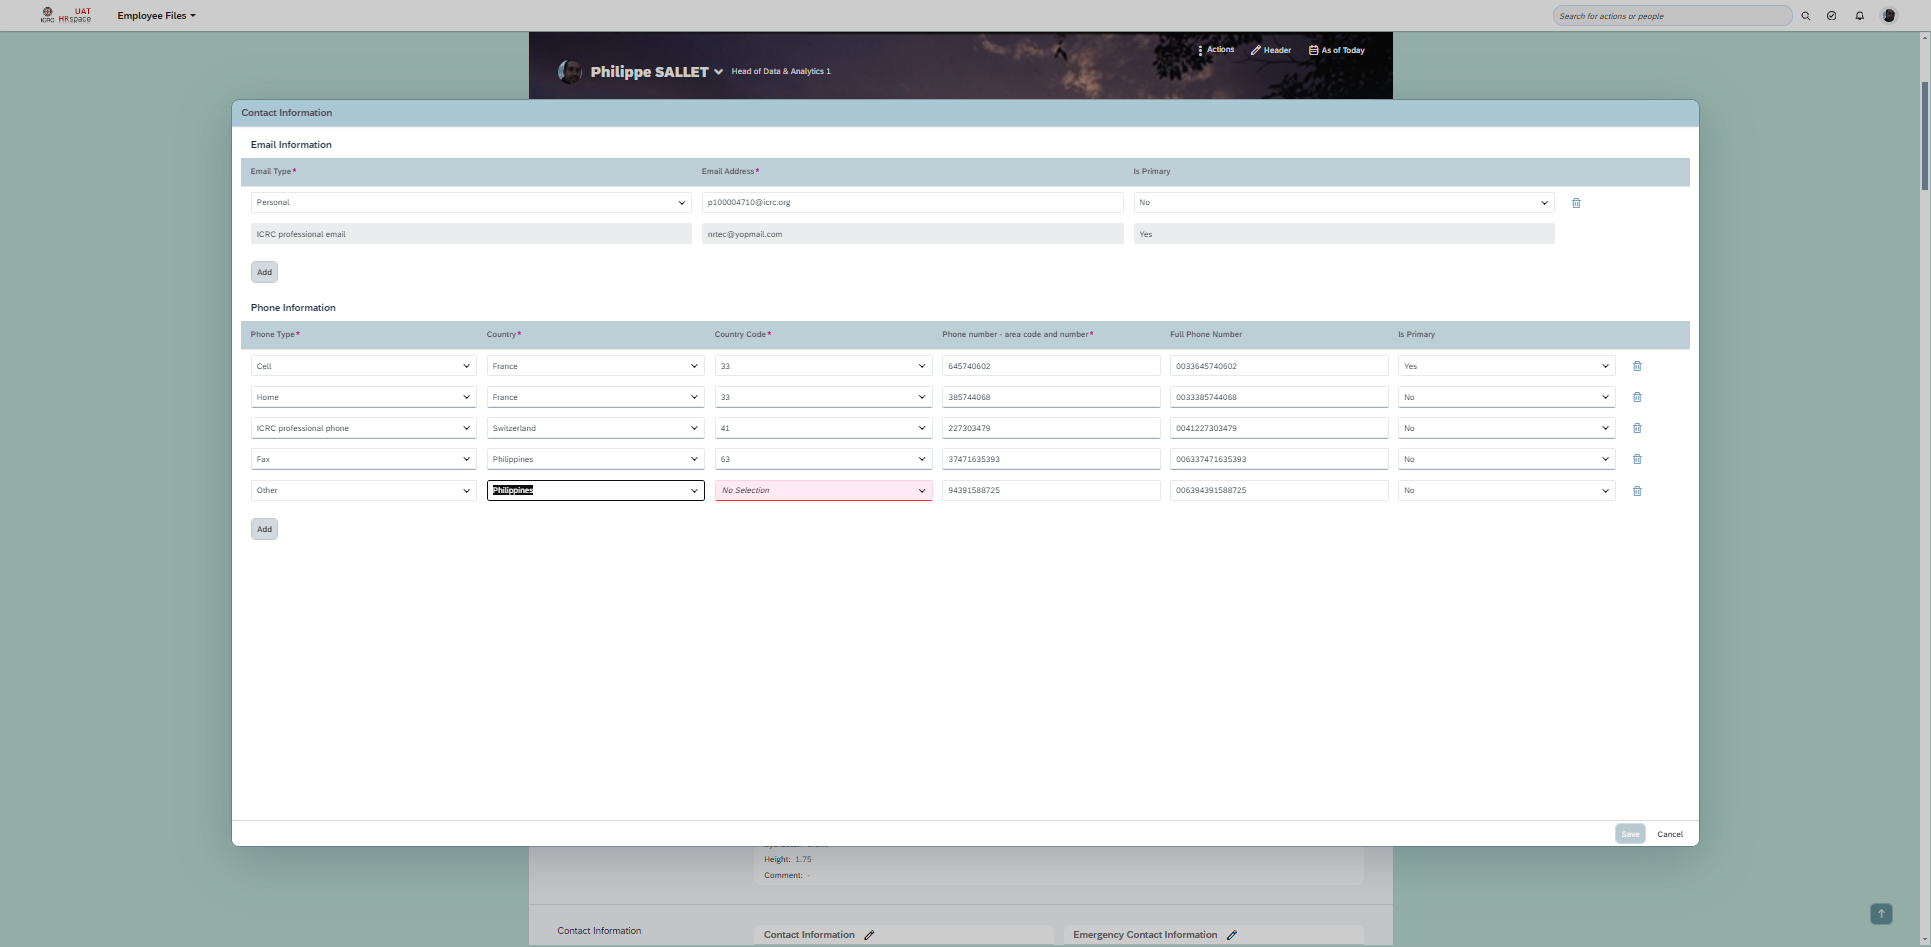 ICRC
UAT
HRspace
Employee Files
Search for actions or people
Actions
Header
As of Today
Philippe SALLET
Head of Data & Analytics 1
Contact Information
Email Information
Email Type* Email Address* Is Primary
Personal p100004710@icrc.org No
ICRC professional email nrtec@yopmail.com Yes
Add
Phone Information
Phone Type* Country* Country Code* Phone number - area code and number* Full Phone Number Is Primary
Cell France 33 645740602 0033645740602 Yes
Home France 33 385744068 0033385744068 No
ICRC professional phone Switzerland 41 227303479 0041227303479 No
Fax Philippines 63 37471635393 006337471635393 No
Other Philippines No Selection 94391588725 006394391588725 No
Add
Save Cancel
Height: 1.75
Comment: -
Contact Information
Contact Information
Emergency Contact Information